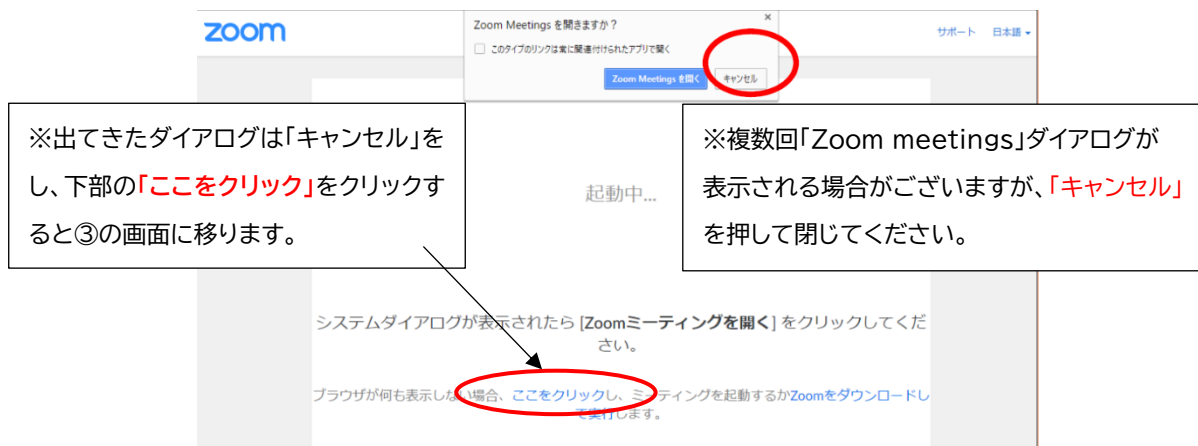 zoom
Zoom Meetings を開きますか？
×
このタイプのリンクは常に関連付けられたアプリで開く
Zoom Meetings を開く
キャンセル
サポート 日本語
※出てきたダイアログは「キャンセル」を
し、下部の「ここをクリック」をクリックす
ると③の画面に移ります。
※複数回「Zoom meetings」ダイアログが
表示される場合がございますが、「キャンセル」
を押して閉じてください。
起動中...
システムダイアログが表示されたら [Zoomミーティングを開く] をクリックしてくだ
さい。
ブラウザが何も表示しない場合、ここをクリックし、ミーティングを起動するかZoomをダウンロードし
て実行します。